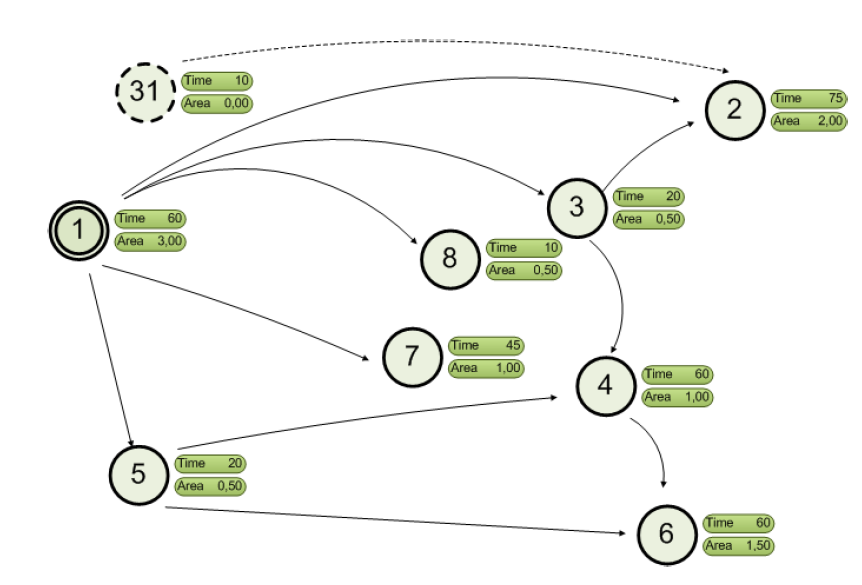 31
Time 10
Area 0,00
2
Time 75
Area 2,00
1
Time 60
Area 3,00
3
Time 20
Area 0,50
8
Time 10
Area 0,50
7
Time 45
Area 1,00
4
Time 60
Area 1,00
5
Time 20
Area 0,50
6
Time 60
Area 1,50